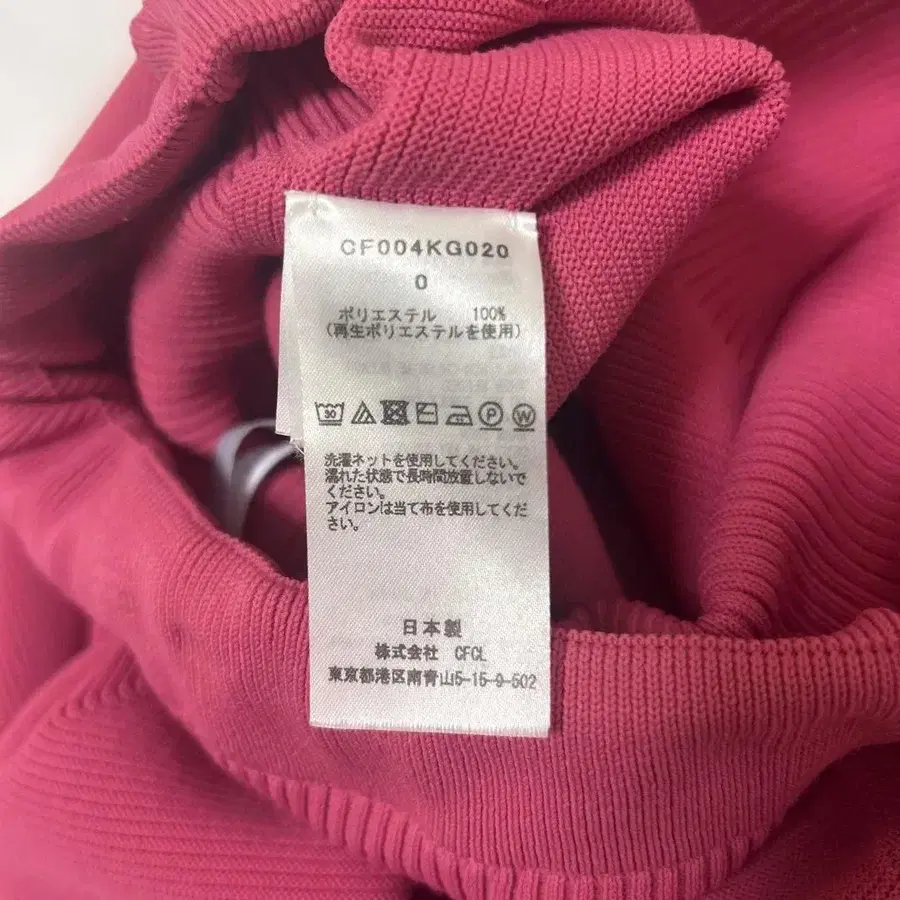 CF004KG020
0
ポリエステル 100%
(再生ポリエステルを使用)
30 P W
洗濯ネットを使用してください。
濡れた状態で長時間放置しないで
ください。
アイロンは当て布を使用してくだ
さい。
日本製
株式会社 CFCL
東京都港区南青山5-15-9-502